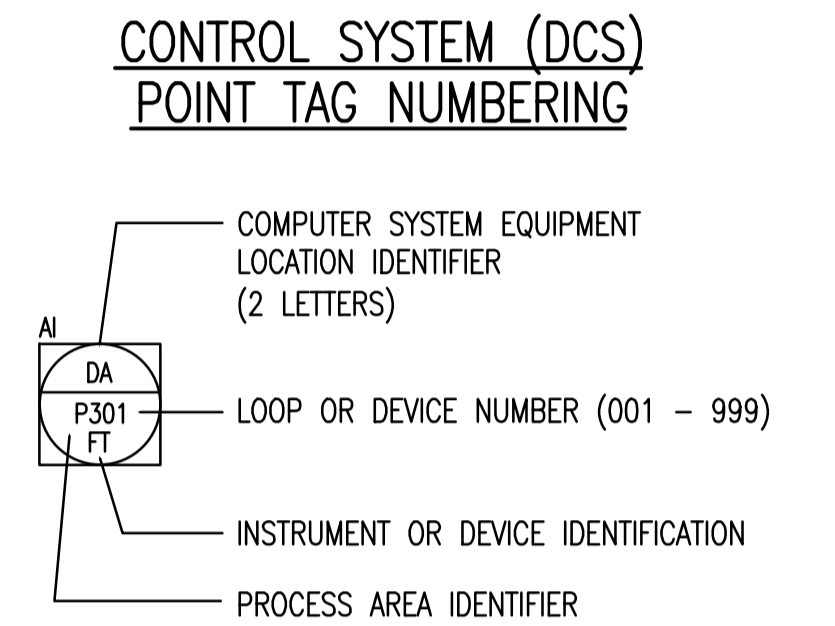 CONTROL SYSTEM (DCS)
POINT TAG NUMBERING
COMPUTER SYSTEM EQUIPMENT
LOCATION IDENTIFIER
(2 LETTERS)
AI
DA
P301
FT
LOOP OR DEVICE NUMBER (001 - 999)
INSTRUMENT OR DEVICE IDENTIFICATION
PROCESS AREA IDENTIFIER